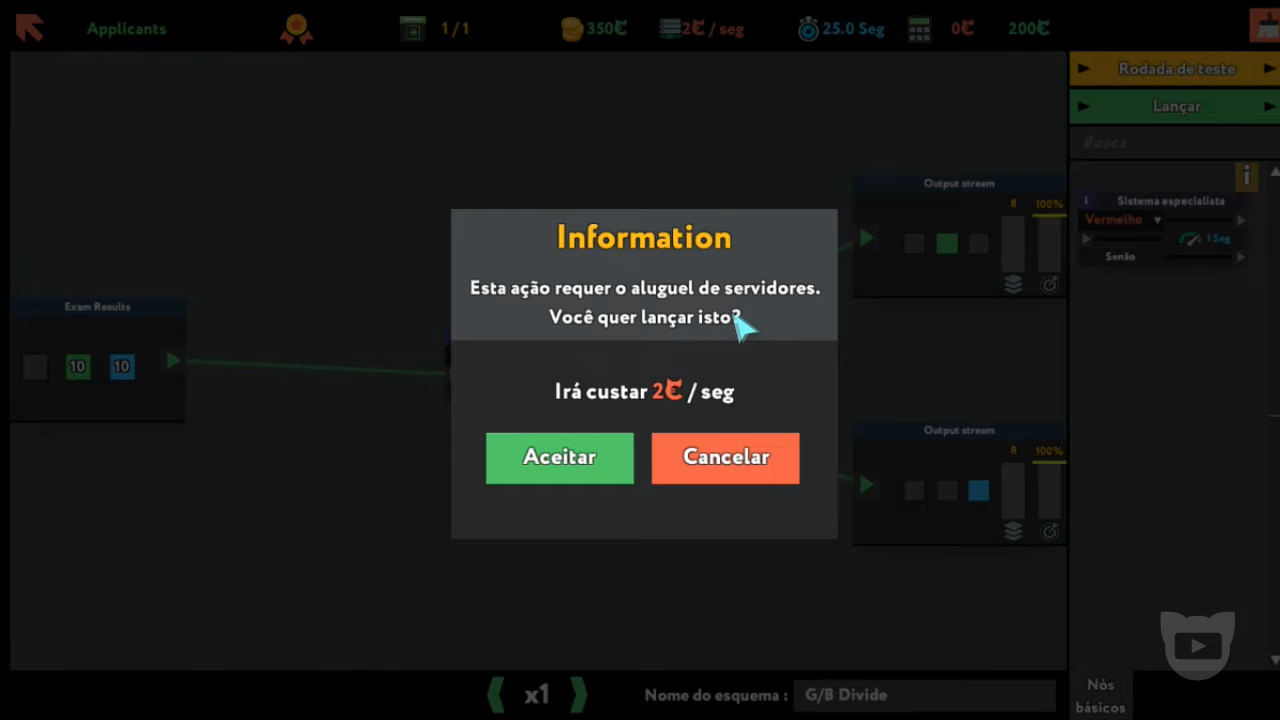 Applicants
1/1
350€
2€ / seg
25.0 Seg
0€
200€
Rodada de teste
Lançar
Busca
i
Sistema especialista
Vermelho
1Seg
Senão
Output stream
8 100%
Exam Results
10 10
Information
Esta ação requer o aluguel de servidores.
Você quer lançar isto?
Irá custar 2€ / seg
Aceitar
Cancelar
Output stream
8 100%
x1
Nome do esquema :
G/B Divide
Nós
básicos